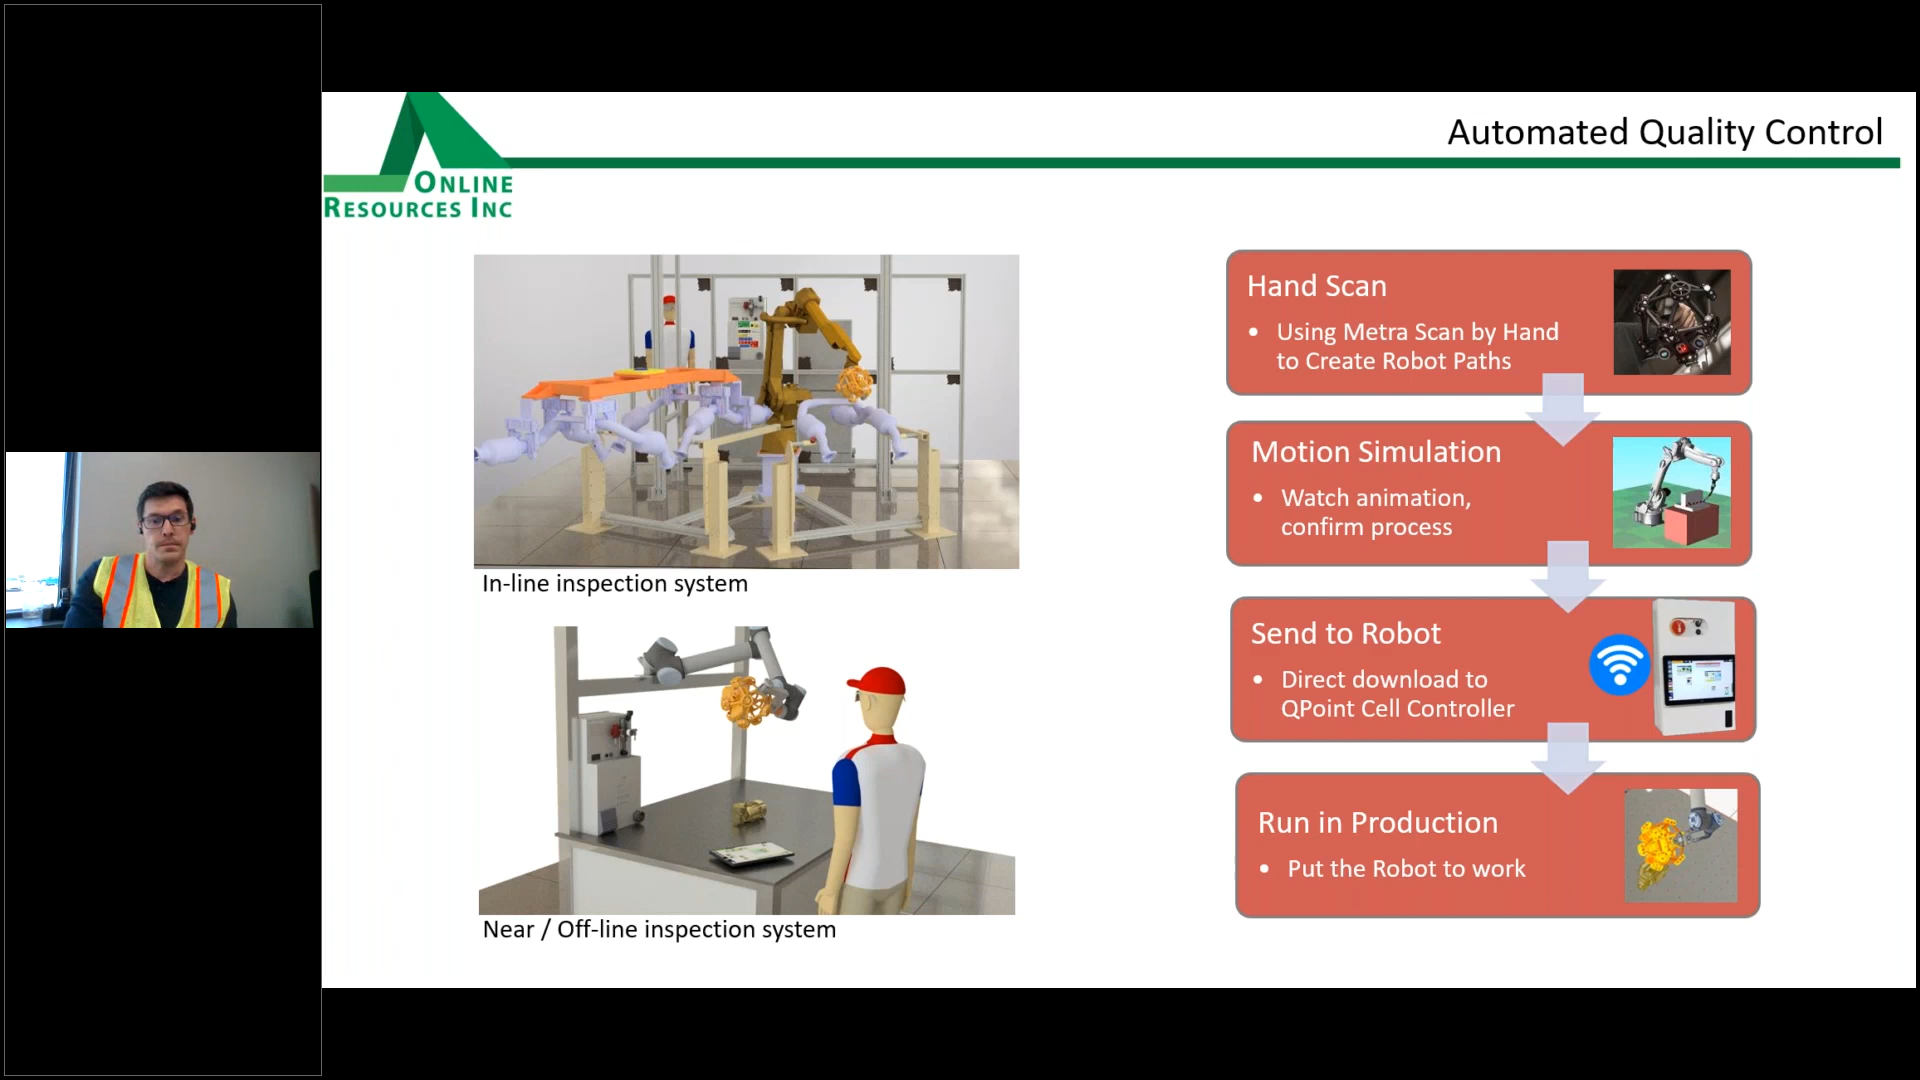 Automated Quality Control
ONLINE
RESOURCES INC
In-line inspection system
Near / Off-line inspection system
Hand Scan
• Using Metra Scan by Hand
to Create Robot Paths
Motion Simulation
• Watch animation,
confirm process
Send to Robot
• Direct download to
QPoint Cell Controller
Run in Production
• Put the Robot to work